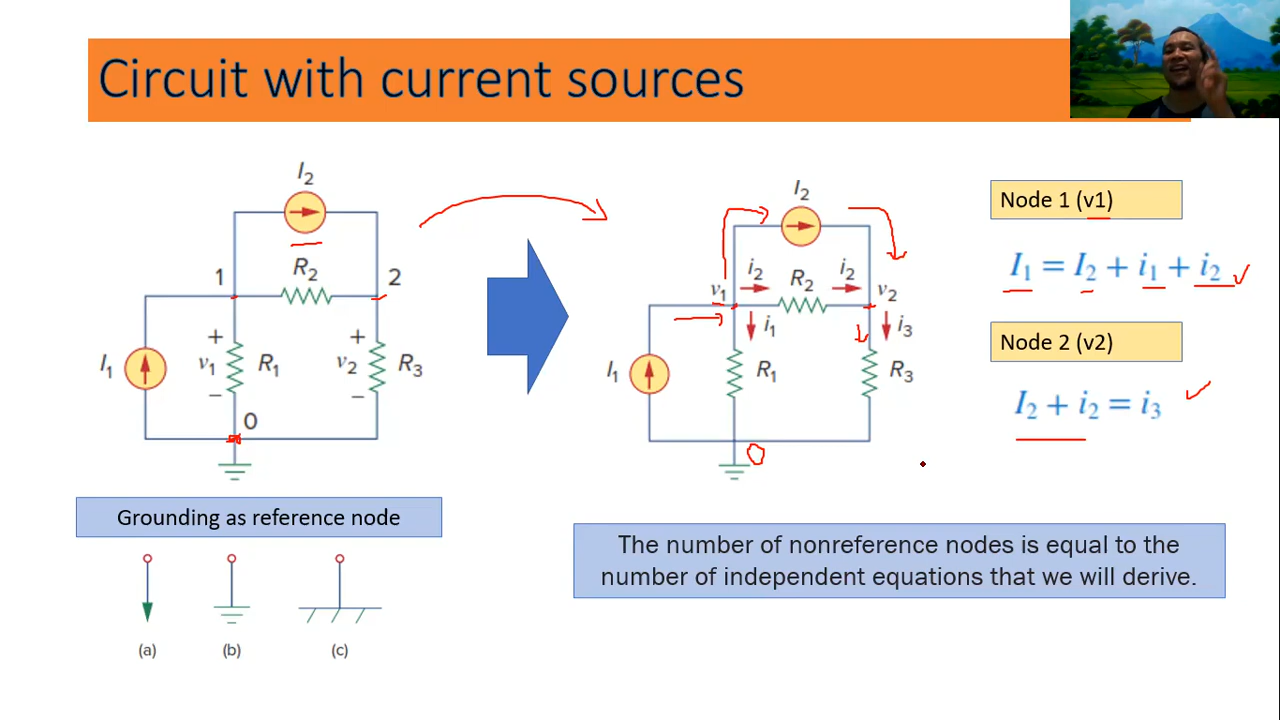 Circuit with current sources
I₂
R₂
1
2
+
+
I₁
v₁
R₁
v₂
R₃
−
−
0
Grounding as reference node
(a)
(b)
(c)
I₂
i₂
R₂
i₂
v₁
v₂
i₁
i₃
I₁
R₁
R₃
0
Node 1 (v1)
I₁ = I₂ + i₁ + i₂
Node 2 (v2)
I₂ + i₂ = i₃
The number of nonreference nodes is equal to the
number of independent equations that we will derive.